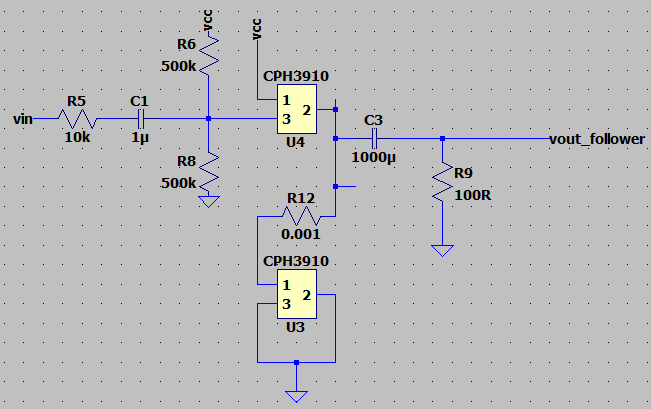 vcc
vcc
R6
500k
CPH3910
R5
C1
1
2
vin
3
10k
1µ
U4
C3
vout_follower
1000µ
R8
500k
R9
100R
R12
0.001
CPH3910
1
2
3
U3